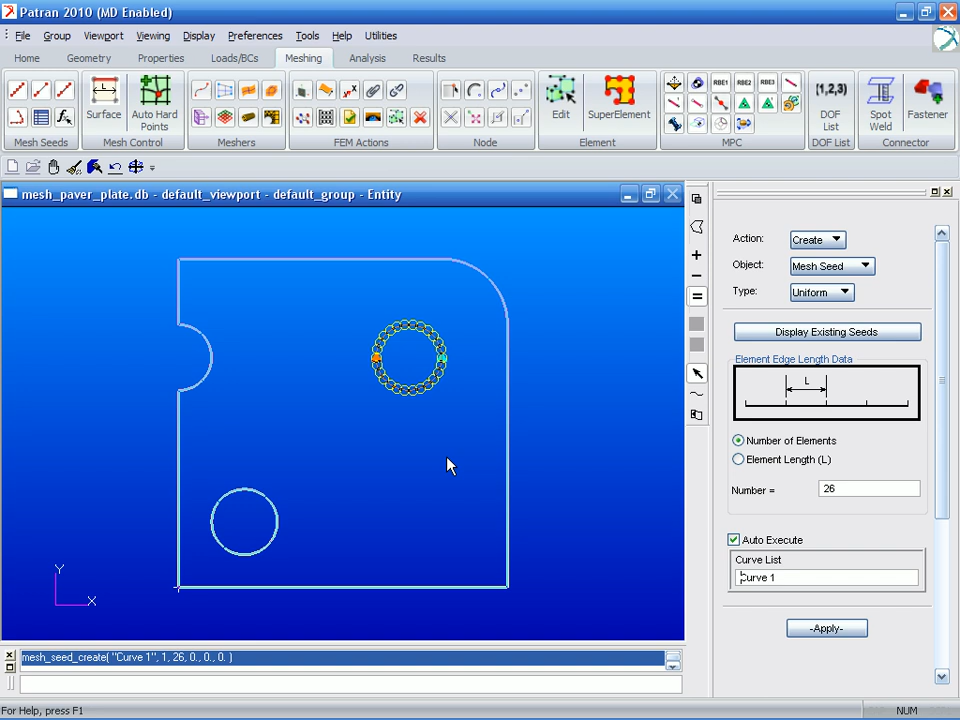 Patran 2010 (MD Enabled)
File Group Viewport Viewing Display Preferences Tools Help Utilities
Home Geometry Properties Loads/BCs Meshing Analysis Results
Surface Auto Hard Points Edit SuperElement RBE1 RBE2 RBE3 (1,2,3) DOF List Spot Weld Fastener
Mesh Seeds Mesh Control Meshers FEM Actions Node Element MPC DOF List Connector
mesh_paver_plate.db - default_viewport - default_group - Entity
Action: Create
Object: Mesh Seed
Type: Uniform
Display Existing Seeds
Element Edge Length Data
L
Number of Elements
Element Length (L)
Number = 26
Auto Execute
Curve List
Curve 1
-Apply-
Y
X
mesh_seed_create( "Curve 1", 1, 26, 0., 0., 0. )
For Help, press F1
NUM